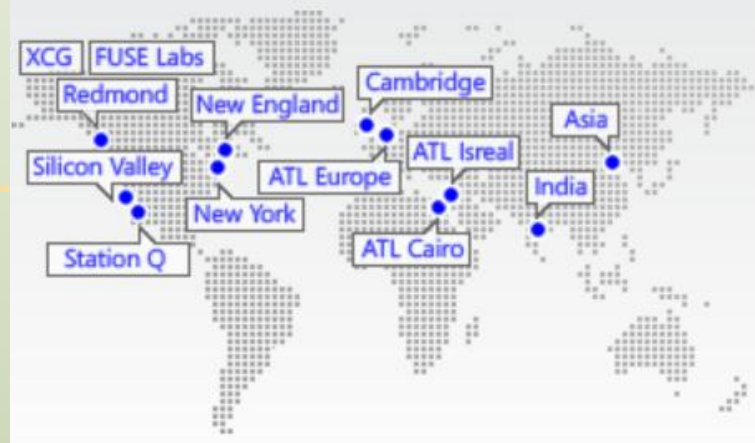 XCG
FUSE Labs
Redmond
New England
Cambridge
Asia
Silicon Valley
ATL Europe
ATL Isreal
India
New York
Station Q
ATL Cairo